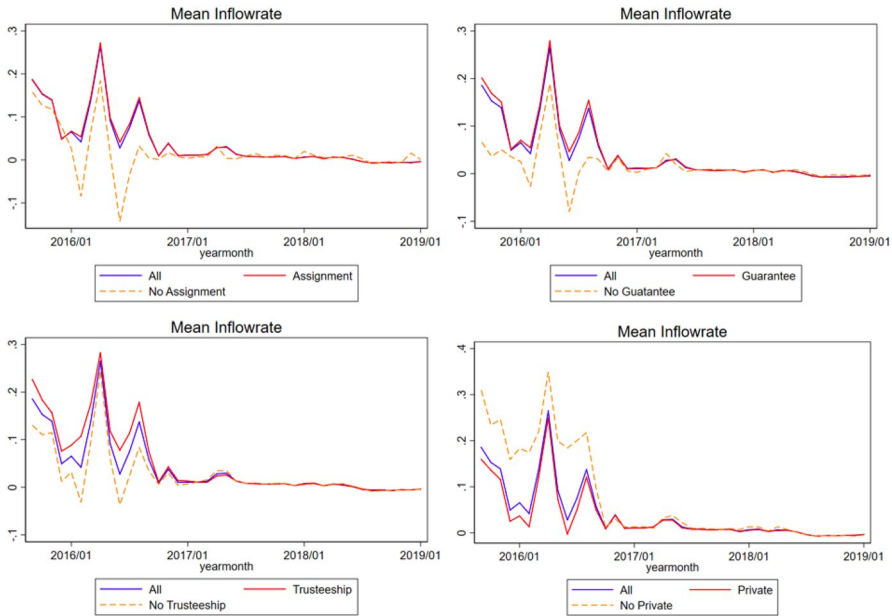 Mean Inflowrate
.3
.2
.1
0
-.1
2016/01 2017/01 2018/01 2019/01
yearmonth
All Assignment
No Assignment
Mean Inflowrate
.3
.2
.1
0
-.1
2016/01 2017/01 2018/01 2019/01
yearmonth
All Guarantee
No Guatantee
Mean Inflowrate
.3
.2
.1
0
-.1
2016/01 2017/01 2018/01 2019/01
yearmonth
All Trusteeship
No Trusteeship
Mean Inflowrate
.4
.3
.2
.1
0
2016/01 2017/01 2018/01 2019/01
yearmonth
All Private
No Private